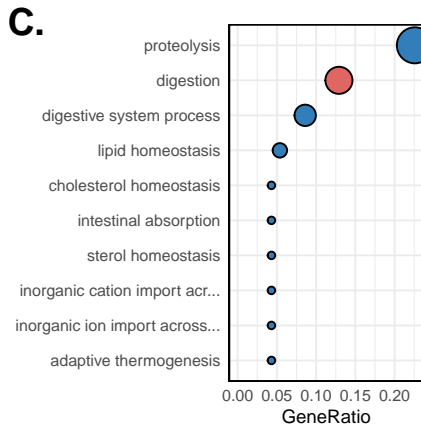 C.
proteolysis
digestion
digestive system process
lipid homeostasis
cholesterol homeostasis
intestinal absorption
sterol homeostasis
inorganic cation import acr...
inorganic ion import across...
adaptive thermogenesis
0.00 0.05 0.10 0.15 0.20
GeneRatio